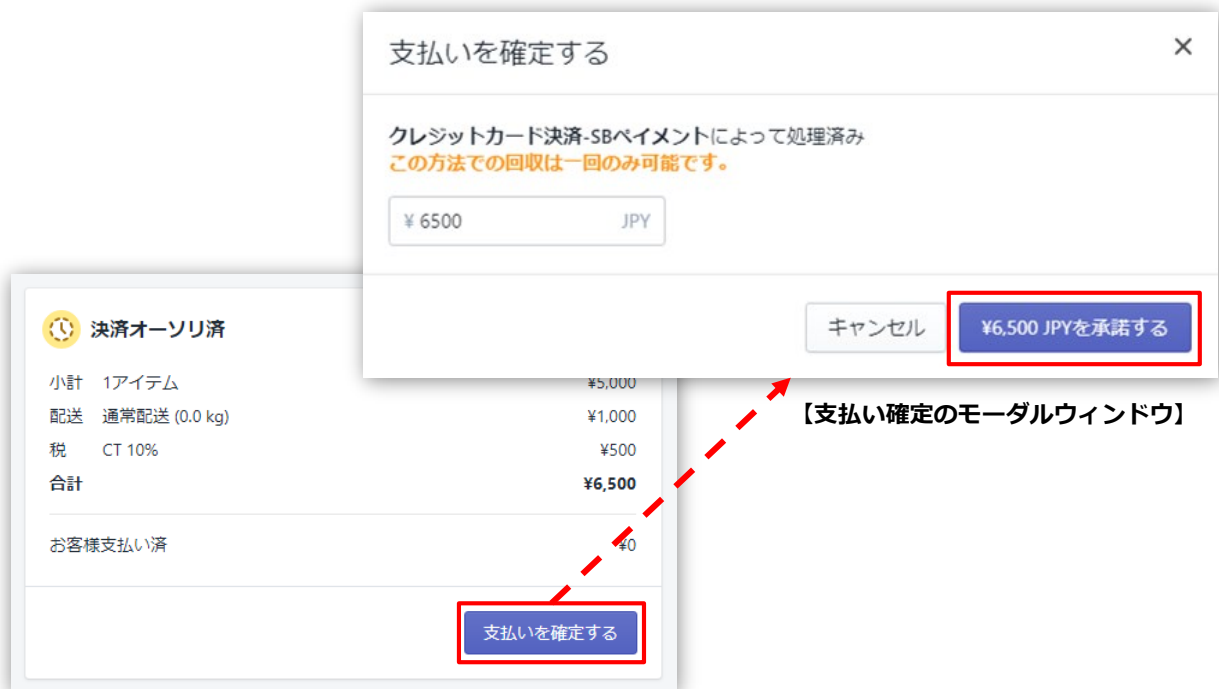 支払いを確定する
クレジットカード決済-SBペイメントによって処理済み
この方法での回収は一回のみ可能です。
¥ 6500 JPY
キャンセル ¥6,500 JPYを承諾する
【支払い確定のモーダルウィンドウ】
決済オーソリ済
小計 1アイテム ¥5,000
配送 通常配送 (0.0 kg) ¥1,000
税 CT 10% ¥500
合計 ¥6,500
お客様支払い済 ¥0
支払いを確定する